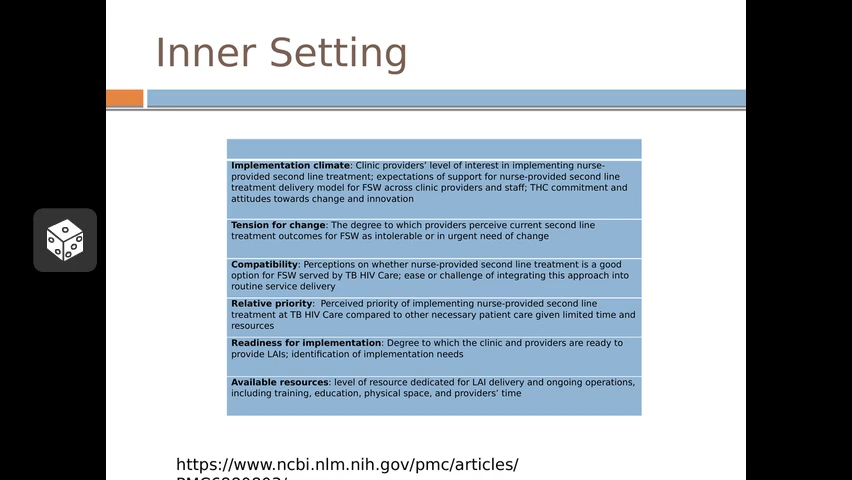 Inner Setting
Implementation climate: Clinic providers’ level of interest in implementing nurse-
provided second line treatment; expectations of support for nurse-provided second line
treatment delivery model for FSW across clinic providers and staff; THC commitment and
attitudes towards change and innovation
Tension for change: The degree to which providers perceive current second line
treatment outcomes for FSW as intolerable or in urgent need of change
Compatibility: Perceptions on whether nurse-provided second line treatment is a good
option for FSW served by TB HIV Care; ease or challenge of integrating this approach into
routine service delivery
Relative priority:  Perceived priority of implementing nurse-provided second line
treatment at TB HIV Care compared to other necessary patient care given limited time and
resources
Readiness for implementation: Degree to which the clinic and providers are ready to
provide LAIs; identification of implementation needs
Available resources: level of resource dedicated for LAI delivery and ongoing operations,
including training, education, physical space, and providers’ time
https://www.ncbi.nlm.nih.gov/pmc/articles/